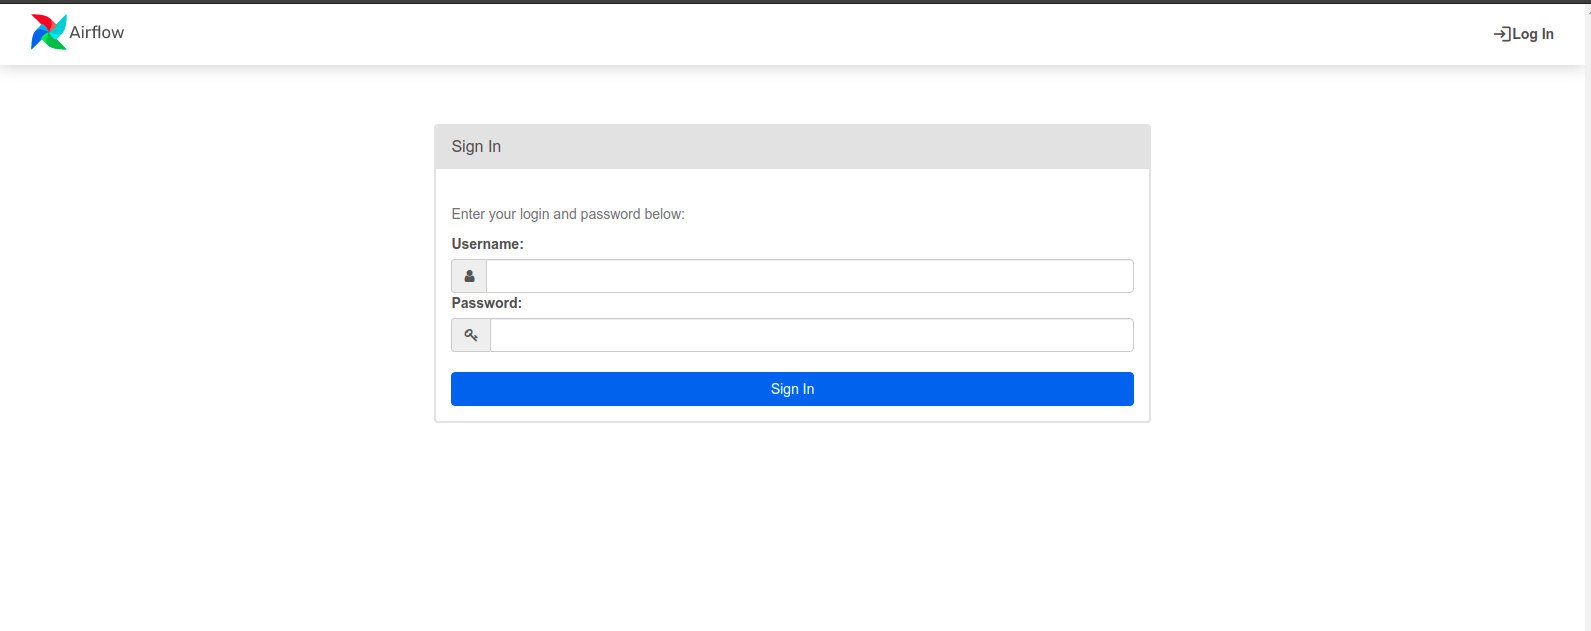 Airflow
Log In
Sign In
Enter your login and password below:
Username:
Password:
Sign In